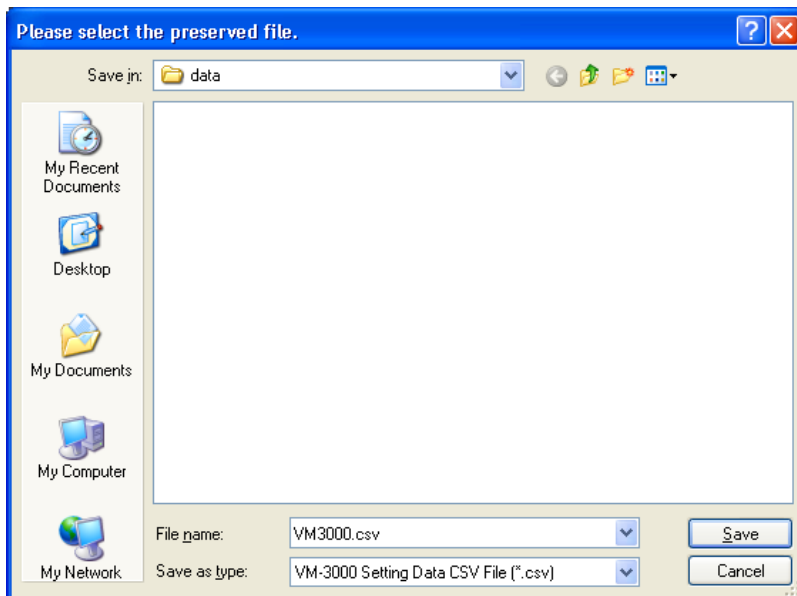 Please select the preserved file.
Save in: data
My Recent
Documents
Desktop
My Documents
My Computer
My Network
File name: VM3000.csv Save
Save as type: VM-3000 Setting Data CSV File (*.csv) Cancel